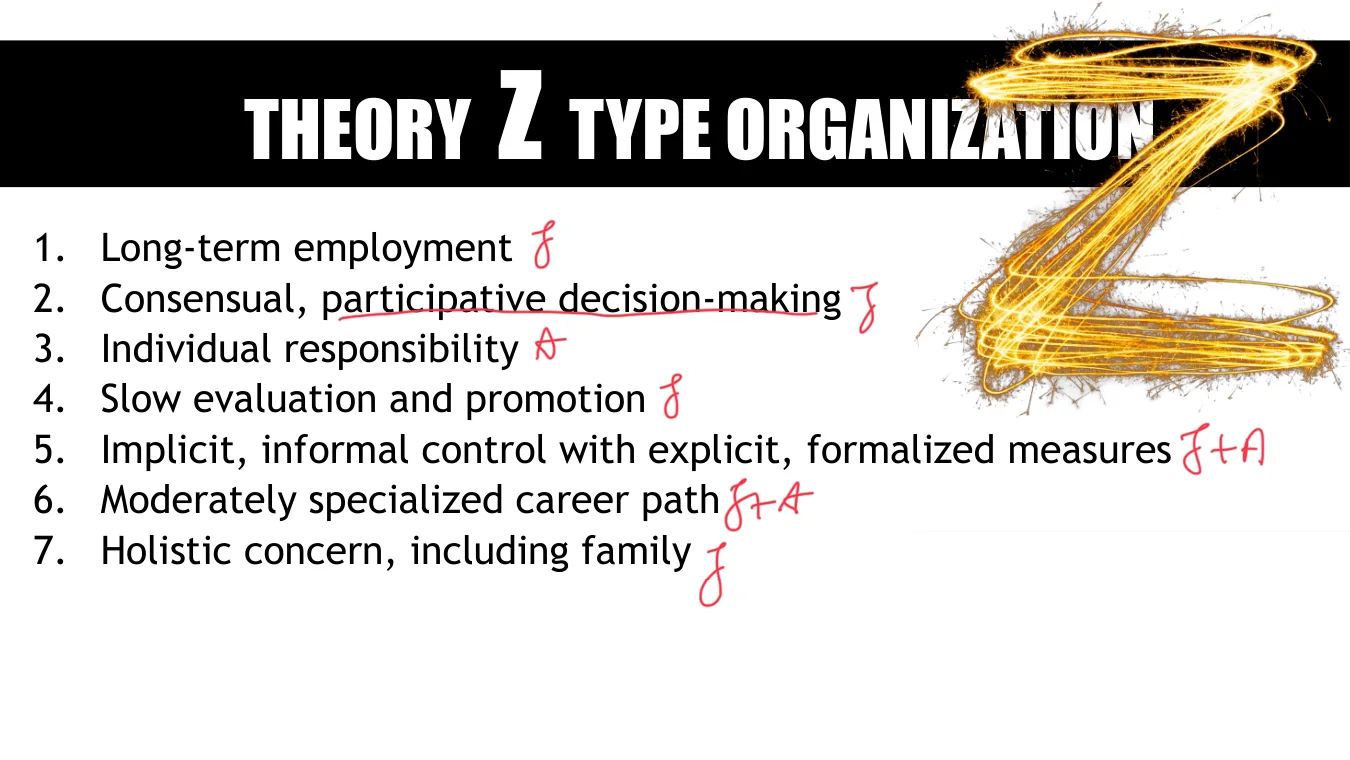 THEORY Z TYPE ORGANIZATION
1. Long-term employment J
2. Consensual, participative decision-making J
3. Individual responsibility A
4. Slow evaluation and promotion J
5. Implicit, informal control with explicit, formalized measures J+A
6. Moderately specialized career path J+A
7. Holistic concern, including family J